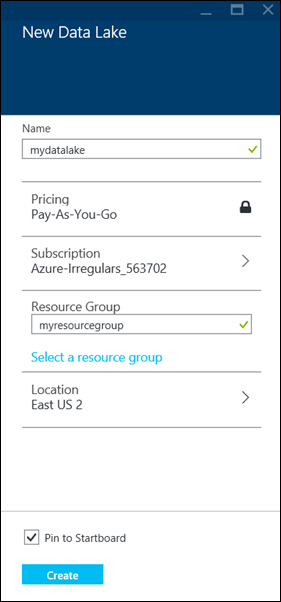 New Data Lake
Name
mydatalake
Pricing
Pay-As-You-Go
Subscription
Azure-Irregulars_563702
Resource Group
myresourcegroup
Select a resource group
Location
East US 2
Pin to Startboard
Create